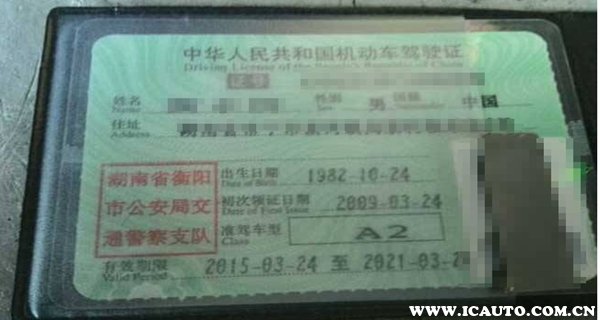 中华人民共和国机动车驾驶证
Driving License of the People's Republic of China
证号
姓名 性别 男 国籍 中国
Name
住址
Address
湖南省衡阳
市公安局交
通警察支队
出生日期 1982-10-24
Date of Birth
初次领证日期 2009-03-24
Date of First Issue
准驾车型 A2
Class
有效期限 2015-03-24 至 2021-03-2
Valid Period
WWW.ICAUTO.COM.CN